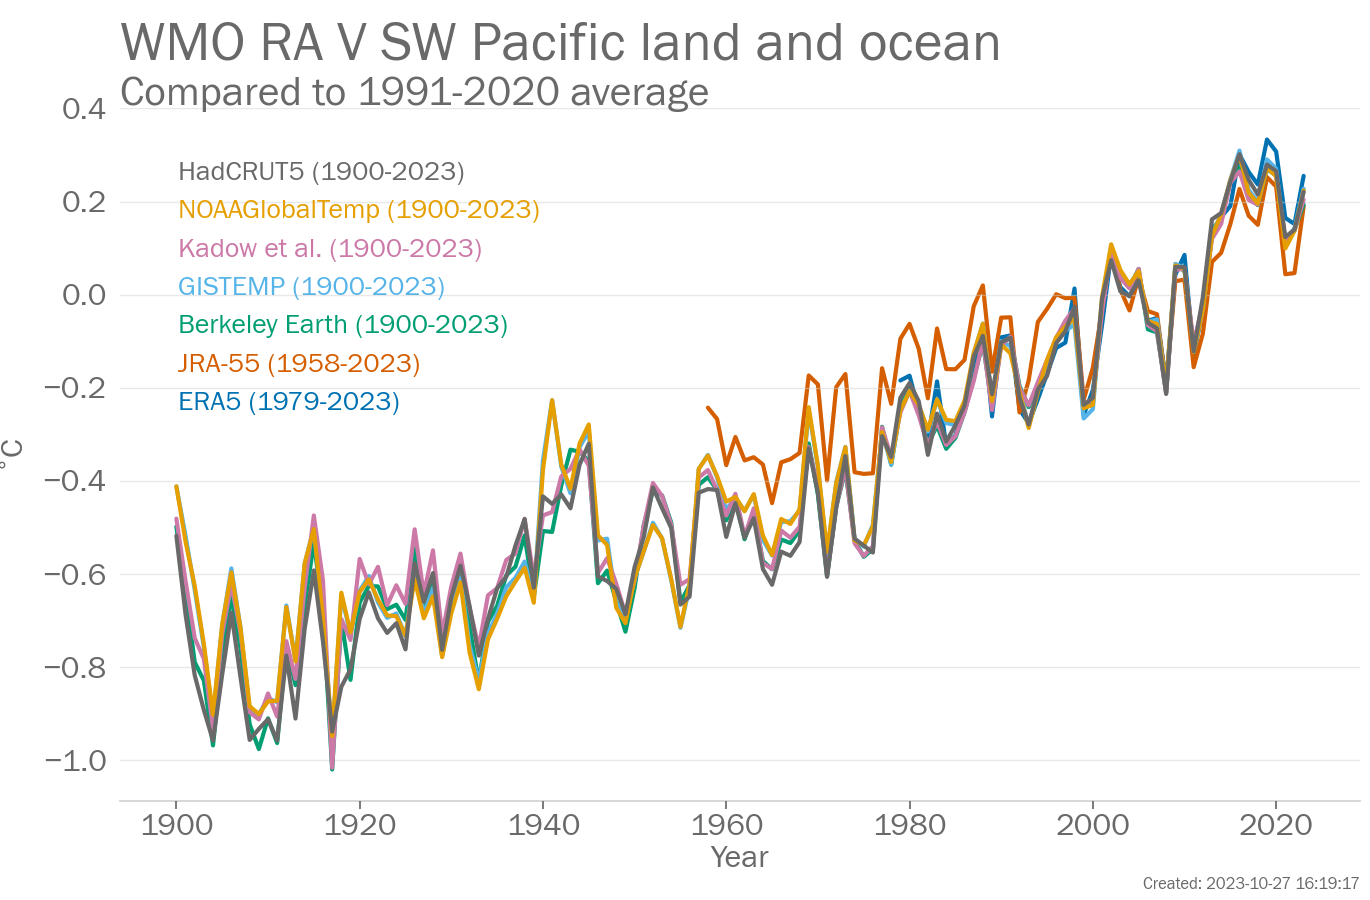 WMO RA V SW Pacific land and ocean
Compared to 1991-2020 average
0.4
HadCRUT5 (1900-2023)
0.2
NOAAGlobalTemp (1900-2023)
Kadow et al. (1900-2023)
GISTEMP (1900-2023)
0.0
Berkeley Earth (1900-2023)
JRA-55 (1958-2023)
−0.2
ERA5 (1979-2023)
°C
−0.4
−0.6
−0.8
−1.0
1900 1920 1940 1960 1980 2000 2020
Year
Created: 2023-10-27 16:19:17